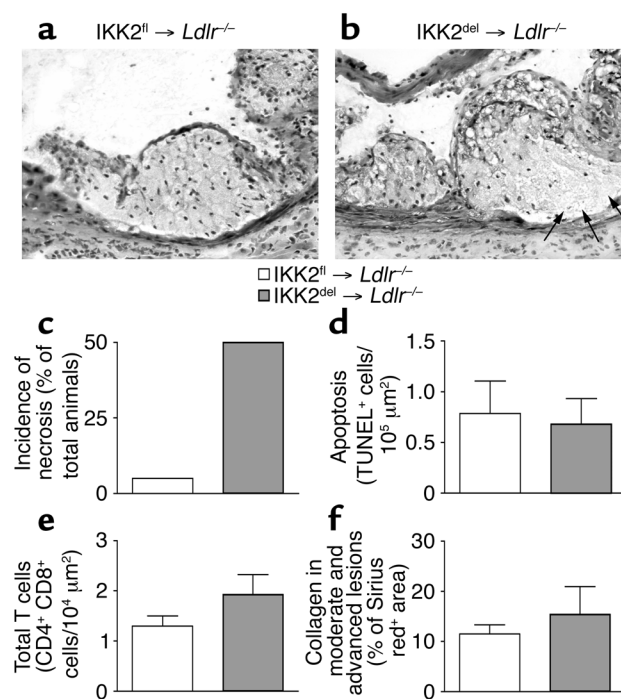 a IKK2ᶠˡ → Ldlr⁻/⁻
b IKK2ᵈᵉˡ → Ldlr⁻/⁻
IKK2ᶠˡ → Ldlr⁻/⁻
IKK2ᵈᵉˡ → Ldlr⁻/⁻
c
Incidence of
necrosis (% of
total animals)
100
50
0
d
Apoptosis
(TUNEL⁺ cells/
10⁵ µm²)
1.5
1.0
0.5
0
e
Total T cells
(CD4⁺ CD8⁺
cells/10⁴ µm²)
3
2
1
0
f
Collagen in
moderate and
advanced lesions
(% of Sirius
red⁺ area)
30
20
10
0